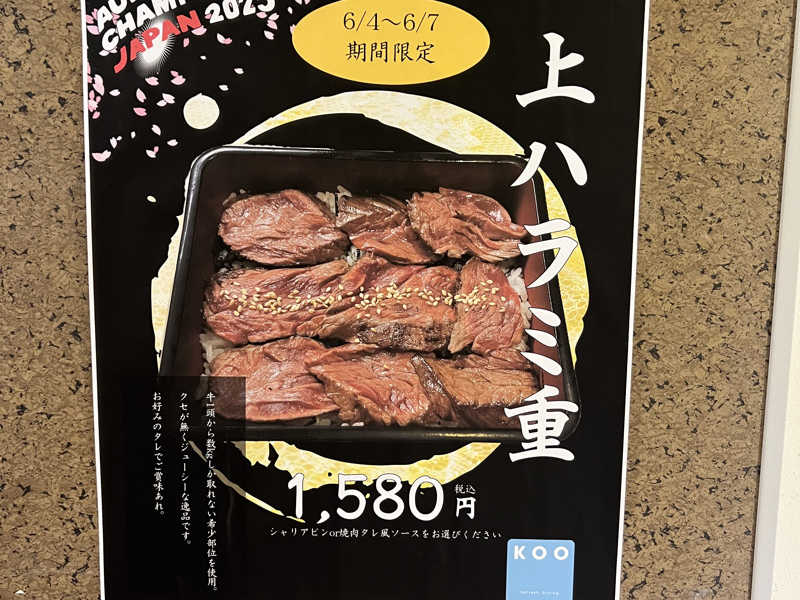 CHAMP
JAPAN 2025
6/4～6/7
期間限定
上ハラミ重
牛一頭から数kgしか取れない希少部位を使用。
クセが無くジューシーな逸品です。
お好みのタレでご賞味あれ。
1,580円
税込
シャリアピンor焼肉タレ風ソースをお選びください
KOO